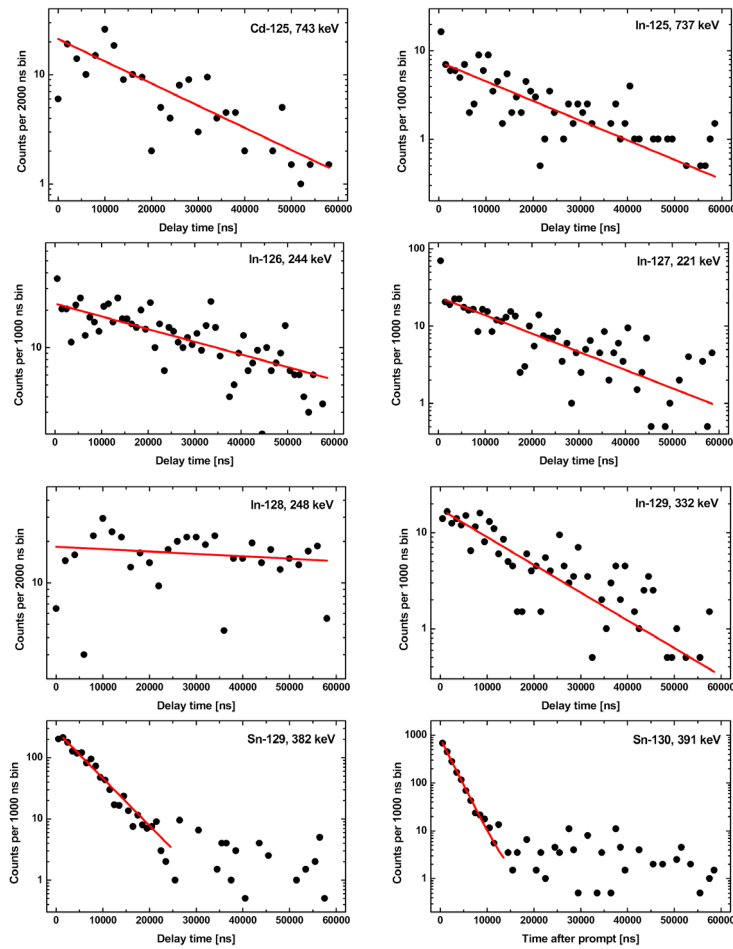 Cd-125, 743 keV
Counts per 2000 ns bin
10
1
0 10000 20000 30000 40000 50000 60000
Delay time [ns]
In-125, 737 keV
Counts per 1000 ns bin
10
1
0 10000 20000 30000 40000 50000 60000
Delay time [ns]
In-126, 244 keV
Counts per 1000 ns bin
10
0 10000 20000 30000 40000 50000 60000
Delay time [ns]
In-127, 221 keV
Counts per 1000 ns bin
100
10
1
0 10000 20000 30000 40000 50000 60000
Delay time [ns]
In-128, 248 keV
Counts per 2000 ns bin
10
0 10000 20000 30000 40000 50000 60000
Delay time [ns]
In-129, 332 keV
Counts per 1000 ns bin
10
1
0 10000 20000 30000 40000 50000 60000
Delay time [ns]
Sn-129, 382 keV
Counts per 1000 ns bin
100
10
1
0 10000 20000 30000 40000 50000 60000
Delay time [ns]
Sn-130, 391 keV
Counts per 1000 ns bin
1000
100
10
1
0 10000 20000 30000 40000 50000 60000
Time after prompt [ns]